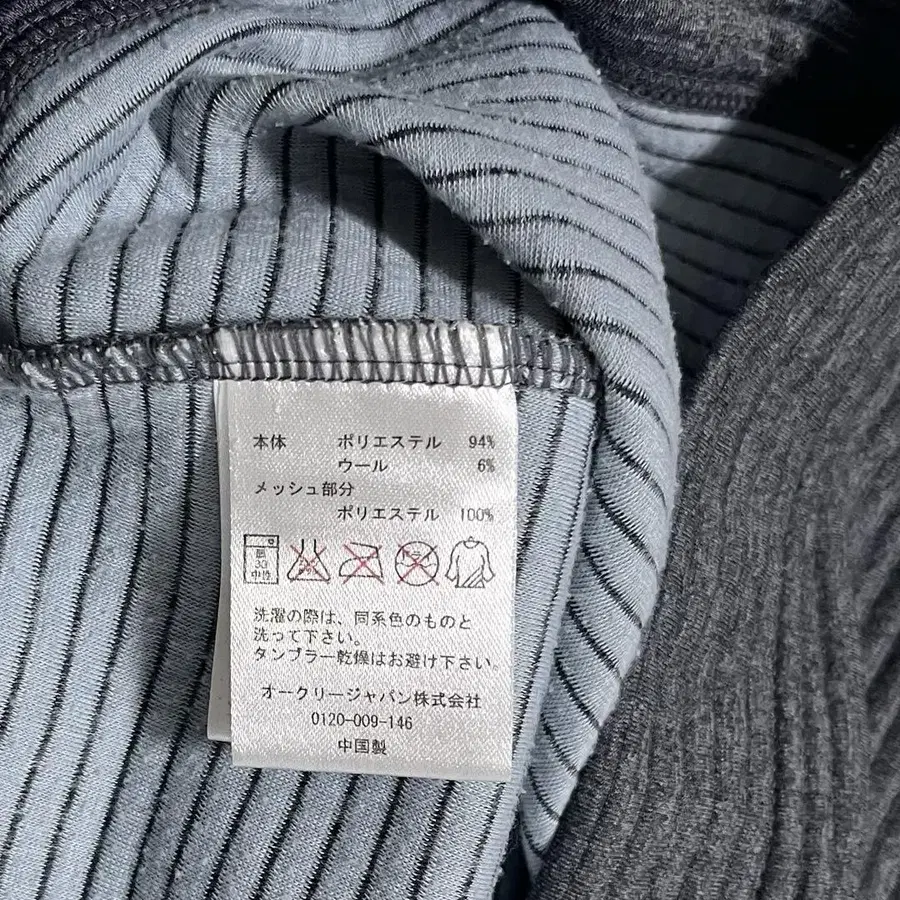 本体 ポリエステル 94%
ウール 6%
メッシュ部分
ポリエステル 100%
弱
33
中性
洗濯の際は、同系色のものと
洗って下さい。
タンブラー乾燥はお避け下さい。
オークリージャパン株式会社
0120-009-146
中国製